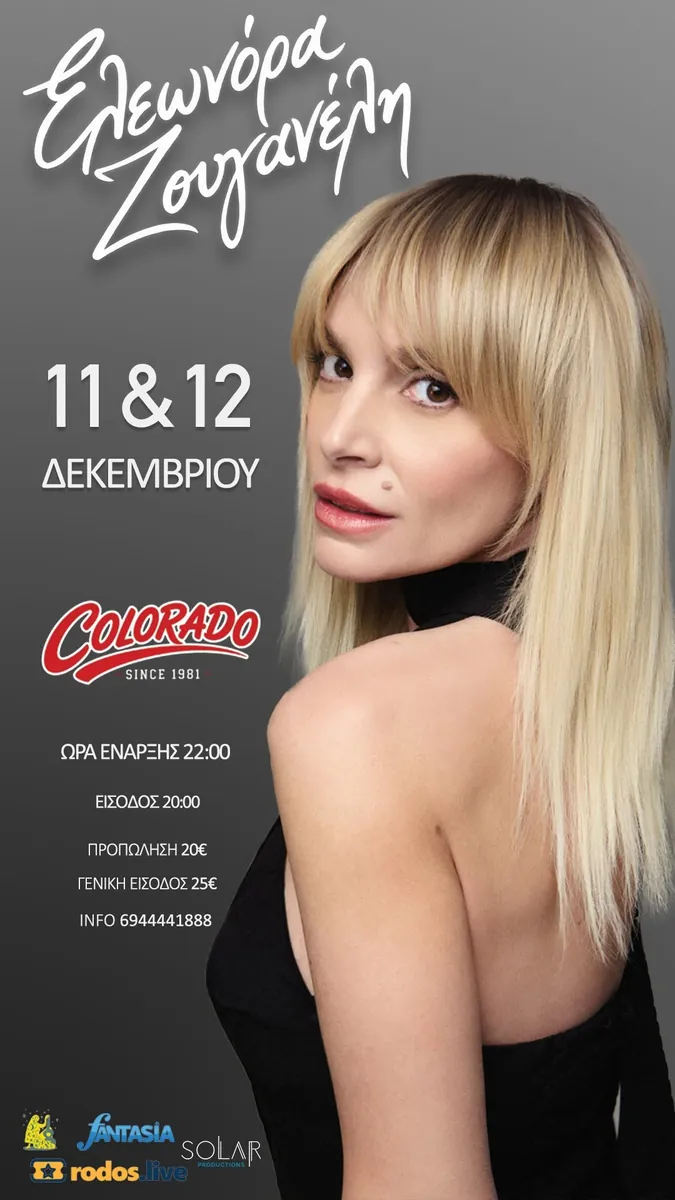 Ελεωνόρα
Ζουγανέλη
11 & 12
ΔΕΚΕΜΒΡΙΟΥ
COLORADO
SINCE 1981
ΩΡΑ ΕΝΑΡΞΗΣ 22:00
ΕΙΣΟΔΟΣ 20:00
ΠΡΟΠΩΛΗΣΗ 20€
ΓΕΝΙΚΗ ΕΙΣΟΔΟΣ 25€
INFO 6944441888
fANTASIA
SOLAR
PRODUCTIONS
rodos.live